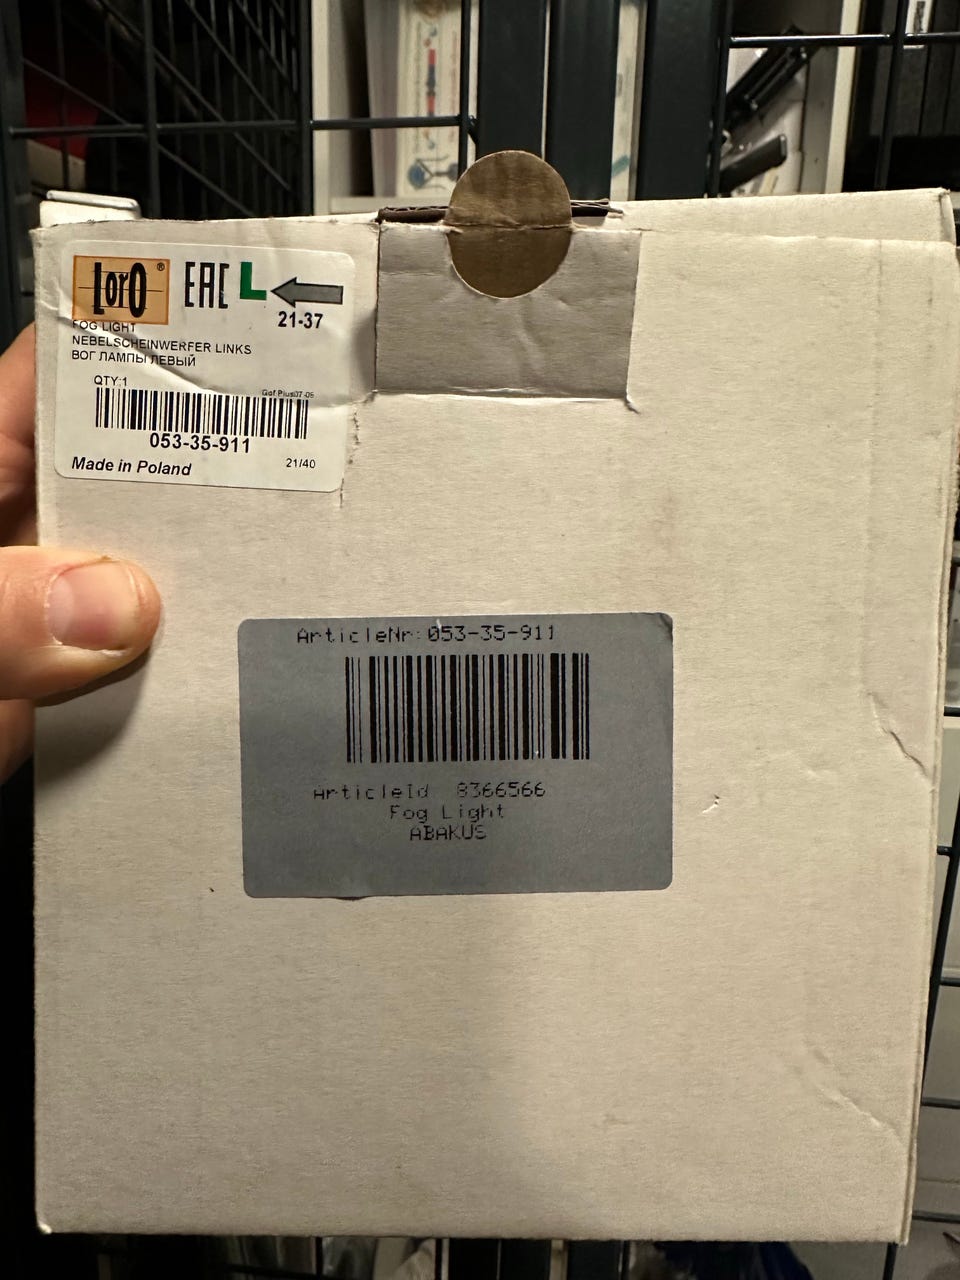 LorO ® EAC L
21-37
FOG LIGHT
NEBELSCHEINWERFER LINKS
ВОГ ЛАМПЫ ЛЕВЫЙ
QTY:1
Golf Plus07-09
053-35-911
Made in Poland 21/40
ArticleNr:053-35-911
ArticleId 8366566
Fog Light
ABAKUS